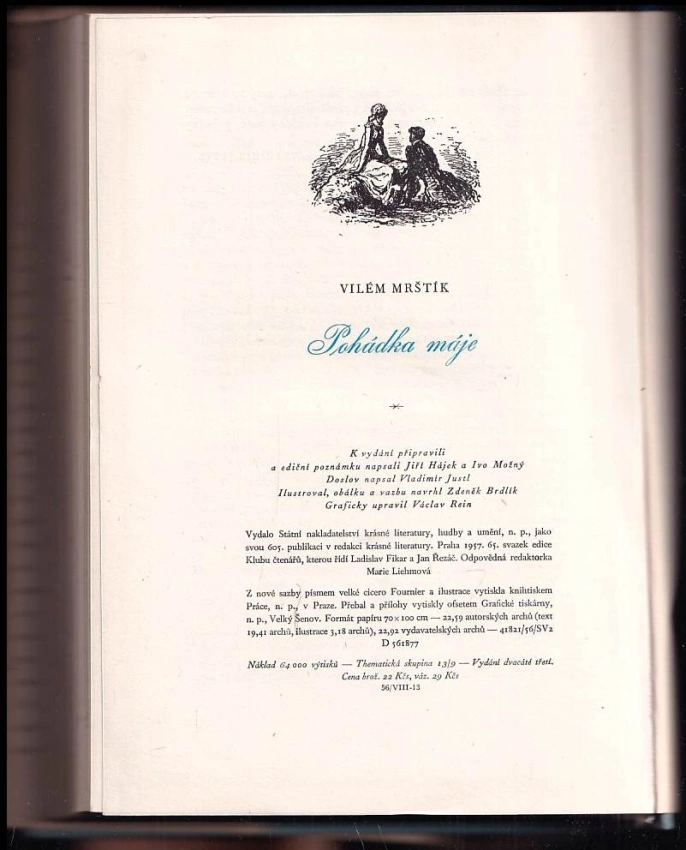 VILÉM MRŠTÍK
Pohádka máje
K vydání připravili
a ediční poznámku napsali Jiří Hájek a Ivo Možný
Doslov napsal Vladimír Justl
Ilustroval, obálku a vazbu navrhl Zdeněk Brdlík
Graficky upravil Václav Rein
Vydalo Státní nakladatelství krásné literatury, hudby a umění, n. p., jako
svou 605. publikaci v redakci krásné literatury. Praha 1957. 65. svazek edice
Klubu čtenářů, kterou řídí Ladislav Fikar a Jan Řezáč. Odpovědná redaktorka
Marie Liehmová
Z nové sazby písmem velké cicero Fournier a ilustrace vytiskla knihtiskem
Práce, n. p., v Praze. Přebal a přílohy vytiskly ofsetem Grafické tiskárny,
n. p., Velký Šenov. Formát papíru 70 × 100 cm — 22,59 autorských archů (text
19,41 archů, ilustrace 3,18 archů), 22,92 vydavatelských archů — 41821/56/SV2
D 561877
Náklad 64 000 výtisků — Thematická skupina 13/9 — Vydání dvacáté třetí.
Cena brož. 22 Kčs, váz. 29 Kčs
56/VIII-13